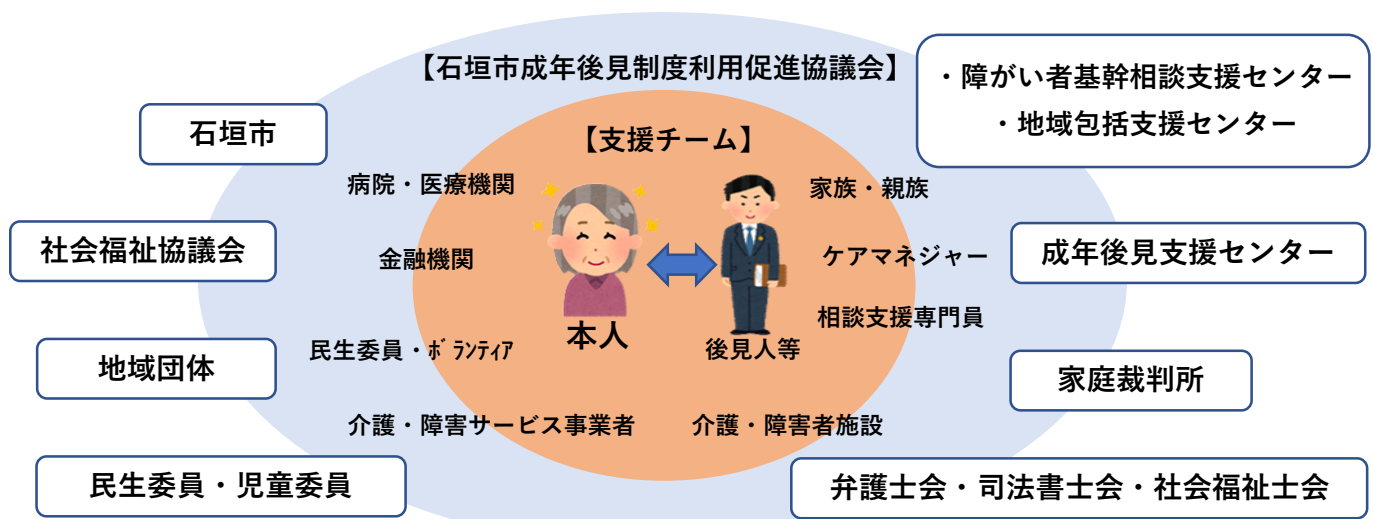 【石垣市成年後見制度利用促進協議会】
・障がい者基幹相談支援センター
・地域包括支援センター
石垣市
【支援チーム】
病院・医療機関
家族・親族
社会福祉協議会
金融機関
ケアマネジャー
成年後見支援センター
相談支援専門員
本人
後見人等
民生委員・ﾎﾞﾗﾝﾃｨｱ
地域団体
家庭裁判所
介護・障害サービス事業者
介護・障害者施設
民生委員・児童委員
弁護士会・司法書士会・社会福祉士会